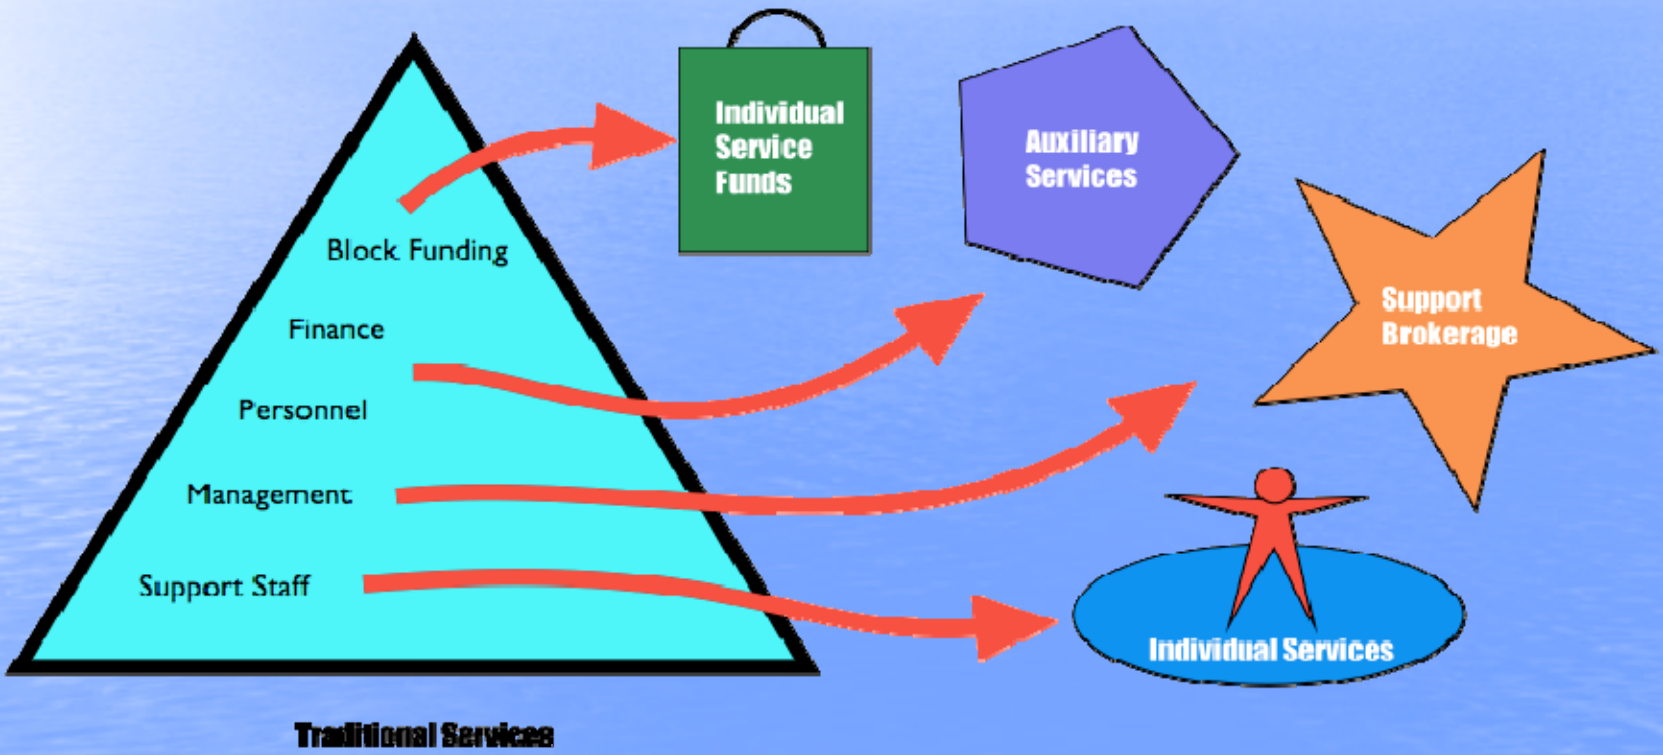 Individual
Service
Funds
Auxiliary
Services
Block Funding
Support
Brokerage
Finance
Personnel
Management
Support Staff
Individual Services
Traditional Services